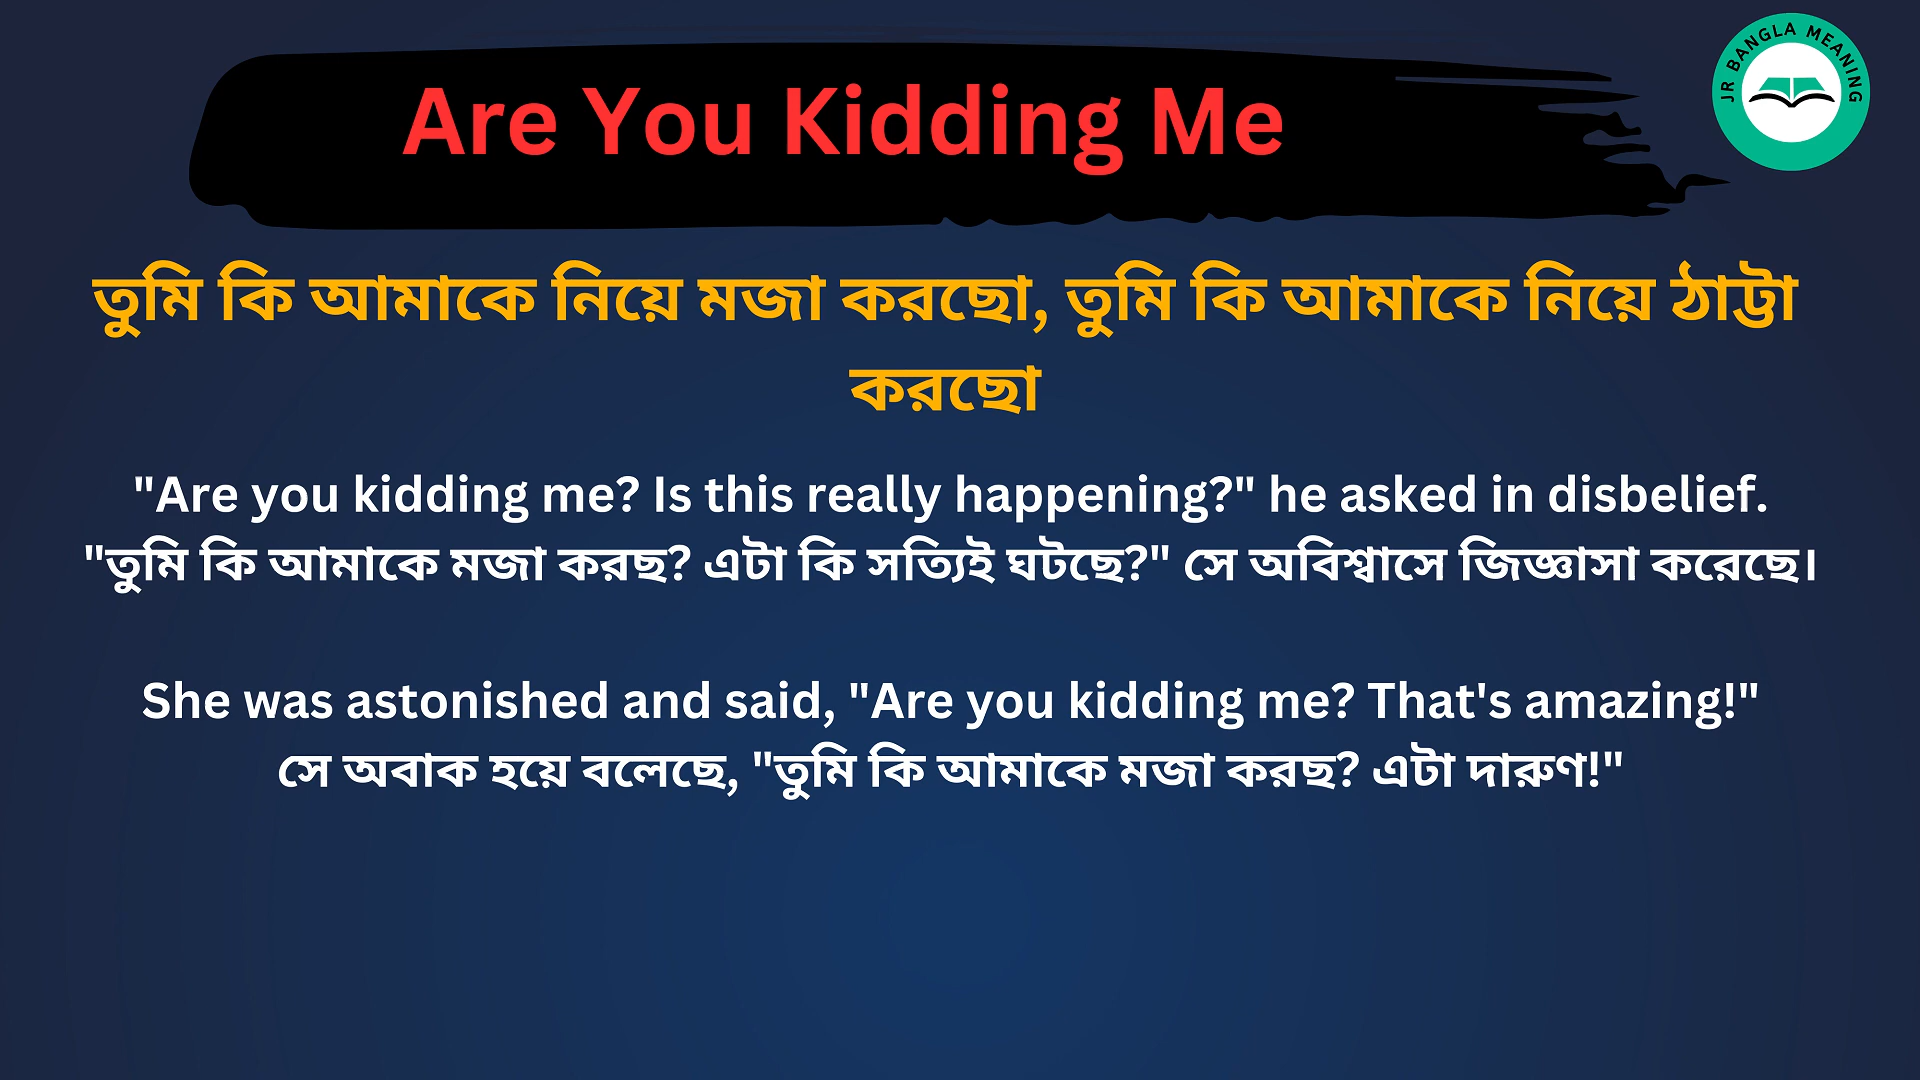 Are You Kidding Me
JR BANGLA MEANING
তুমি কি আমাকে নিয়ে মজা করছো, তুমি কি আমাকে নিয়ে ঠাট্টা
করছো
"Are you kidding me? Is this really happening?" he asked in disbelief.
"তুমি কি আমাকে মজা করছ? এটা কি সত্যিই ঘটছে?" সে অবিশ্বাসে জিজ্ঞাসা করেছে।
She was astonished and said, "Are you kidding me? That's amazing!"
সে অবাক হয়ে বলেছে, "তুমি কি আমাকে মজা করছ? এটা দারুণ!"